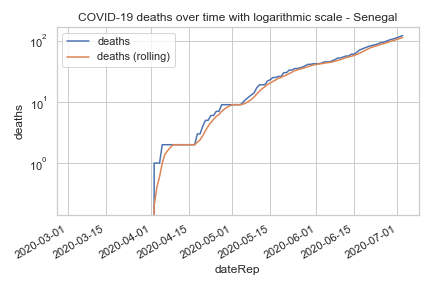 COVID-19 deaths over time with logarithmic scale - Senegal
deaths
deaths (rolling)
deaths
10²
10¹
10⁰
2020-03-01
2020-03-15
2020-04-01
2020-04-15
2020-05-01
2020-05-15
2020-06-01
2020-06-15
2020-07-01
dateRep